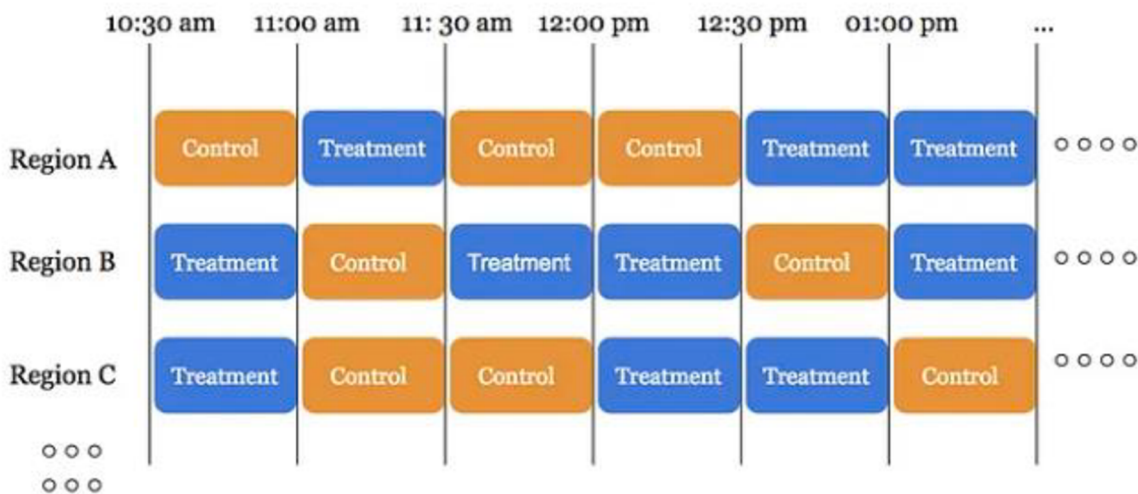 10:30 am 11:00 am 11: 30 am 12:00 pm 12:30 pm 01:00 pm ...
Region A Control Treatment Control Control Treatment Treatment
Region B Treatment Control Treatment Treatment Control Treatment
Region C Treatment Control Control Treatment Treatment Control